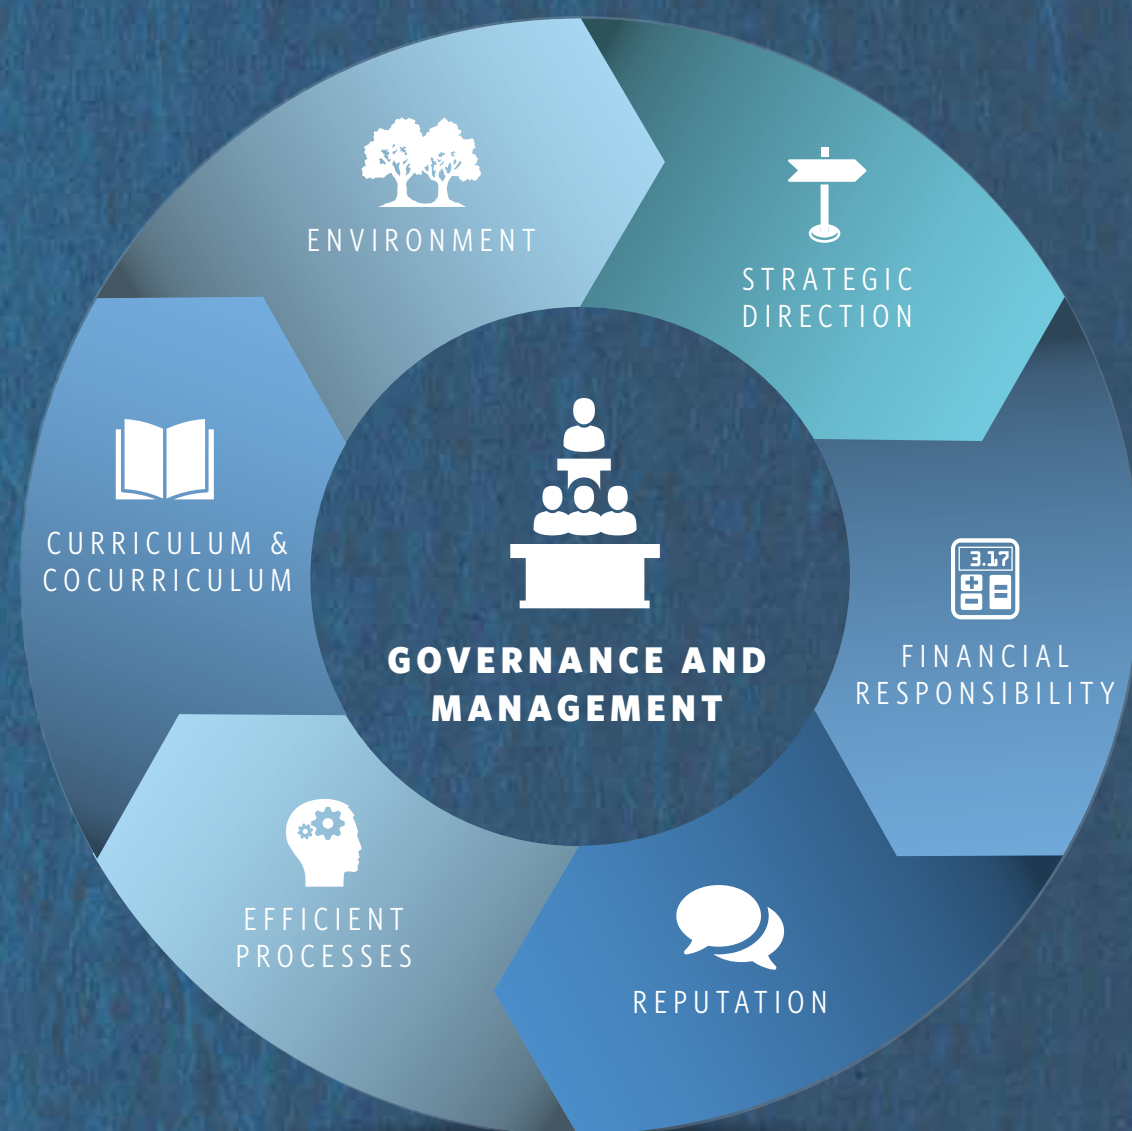 ENVIRONMENT
STRATEGIC
DIRECTION
CURRICULUM &
COCURRICULUM
3.17
FINANCIAL
RESPONSIBILITY
GOVERNANCE AND
MANAGEMENT
EFFICIENT
PROCESSES
REPUTATION